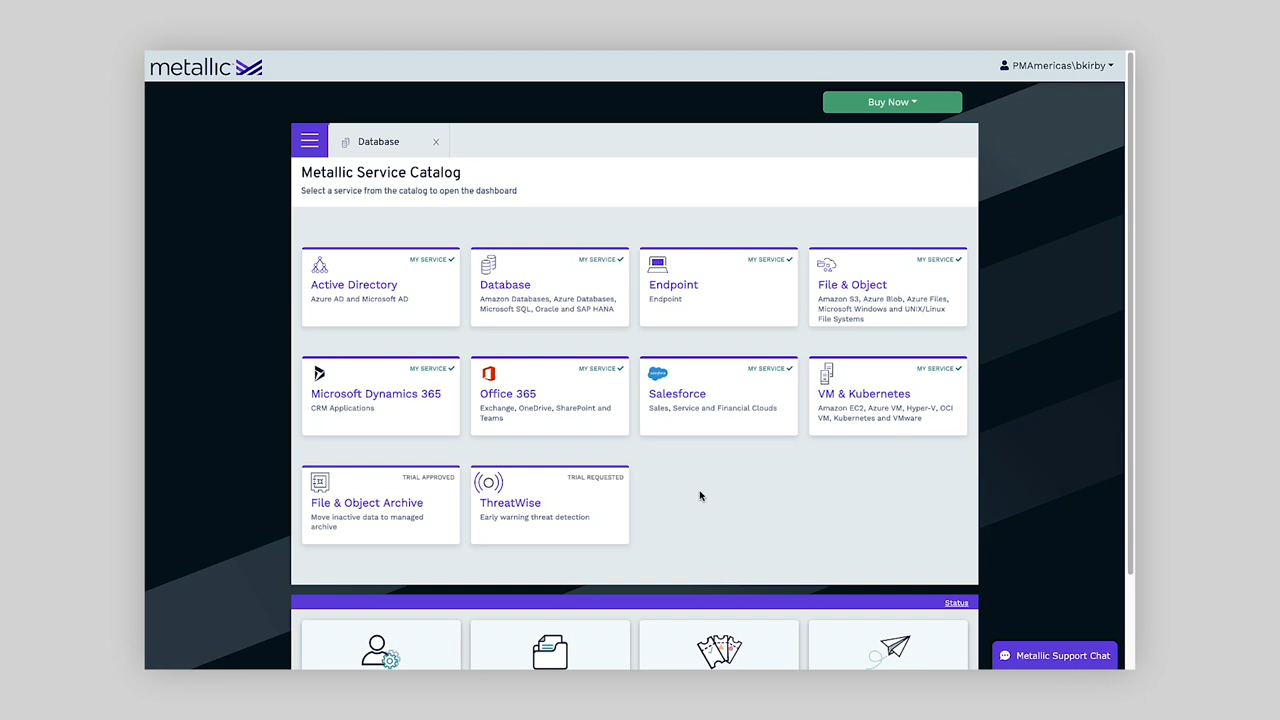 metallic
PMAmericas\bkirby
Buy Now
Database
Metallic Service Catalog
Select a service from the catalog to open the dashboard
MY SERVICE
Active Directory
Azure AD and Microsoft AD
MY SERVICE
Database
Amazon Databases, Azure Databases,
Microsoft SQL, Oracle and SAP HANA
MY SERVICE
Endpoint
Endpoint
MY SERVICE
File & Object
Amazon S3, Azure Blob, Azure Files,
Microsoft Windows and UNIX/Linux
File Systems
MY SERVICE
Microsoft Dynamics 365
CRM Applications
MY SERVICE
Office 365
Exchange, OneDrive, SharePoint and
Teams
MY SERVICE
salesforce
Salesforce
Sales, Service and Financial Clouds
MY SERVICE
VM & Kubernetes
Amazon EC2, Azure VM, Hyper-V, OCI
VM, Kubernetes and VMware
TRIAL APPROVED
File & Object Archive
Move inactive data to managed
archive
TRIAL REQUESTED
ThreatWise
Early warning threat detection
Status
Metallic Support Chat